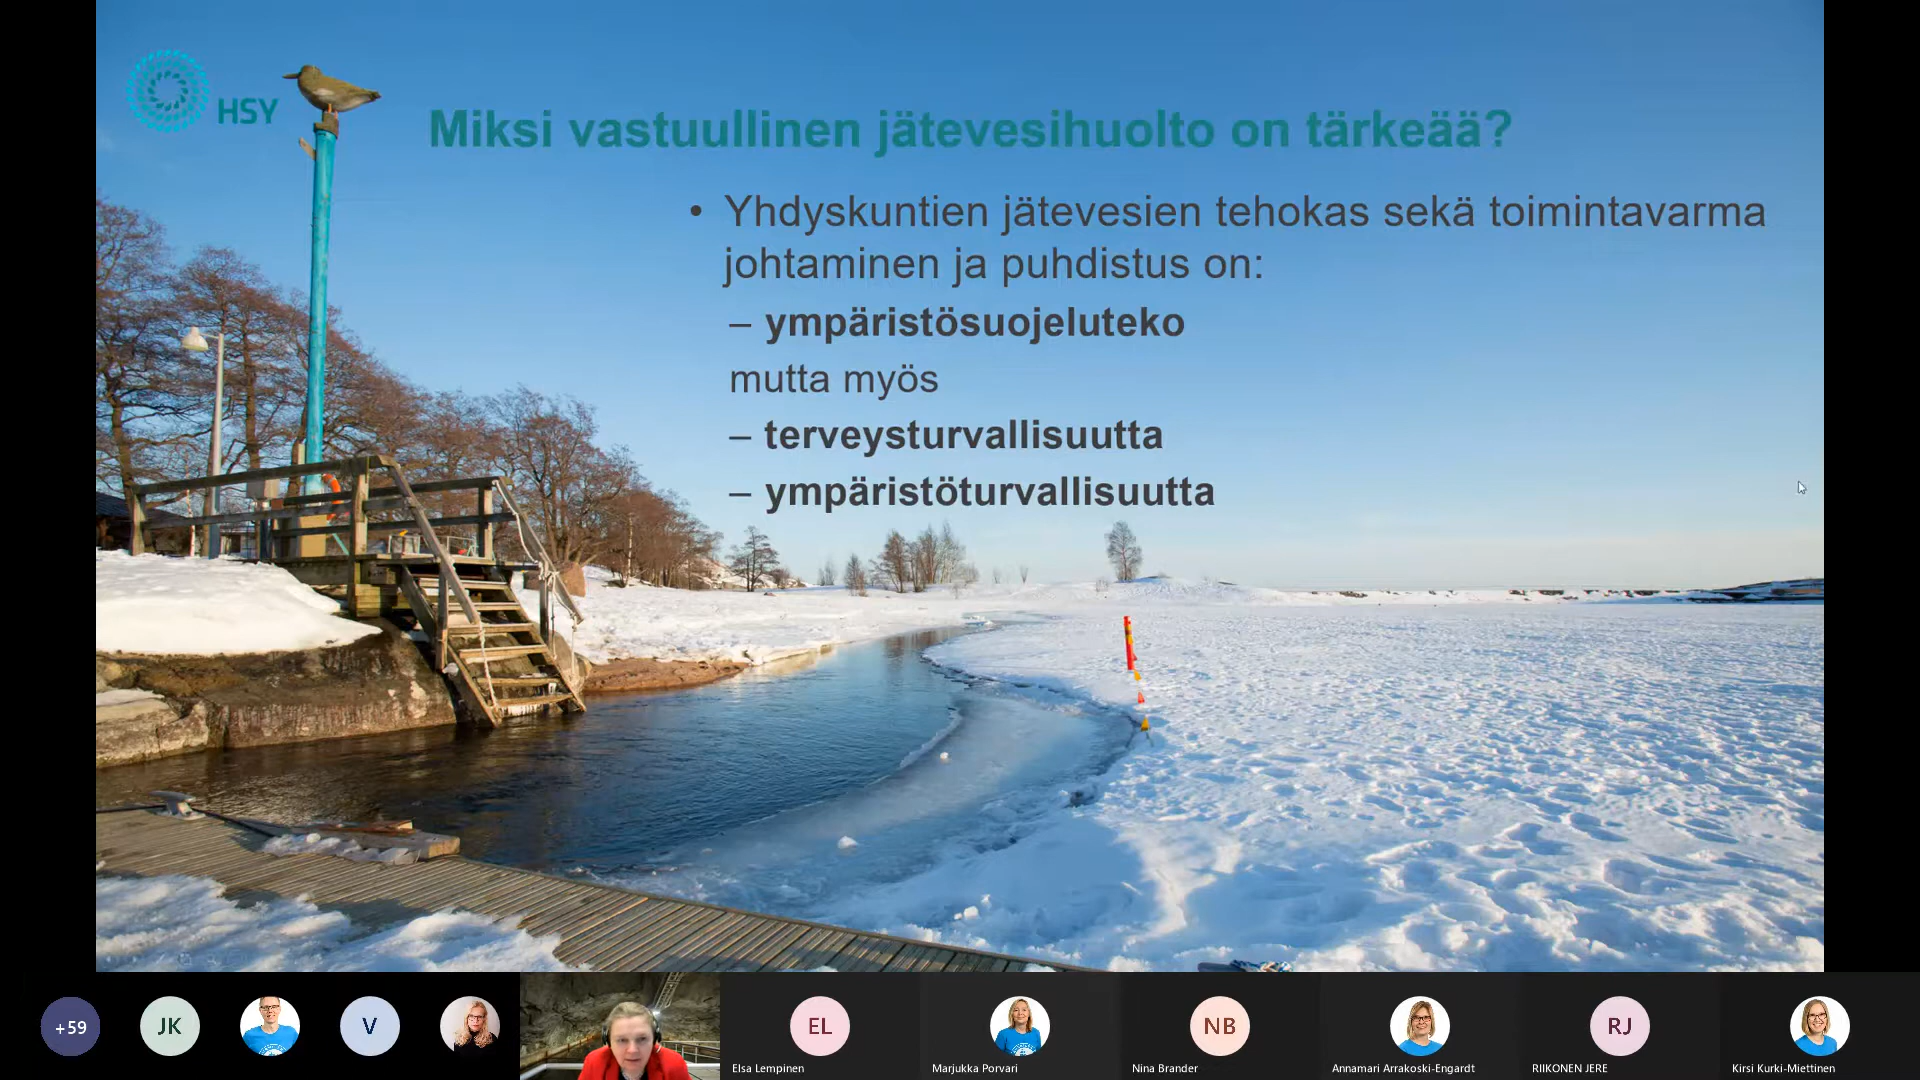 HSY
Miksi vastuullinen jätevesihuolto on tärkeää?
• Yhdyskuntien jätevesien tehokas sekä toimintavarma
johtaminen ja puhdistus on:
– ympäristösuojeluteko
mutta myös
– terveysturvallisuutta
– ympäristöturvallisuutta
+59
JK
V
EL
NB
RJ
Elsa Lempinen
Marjukka Porvari
Nina Brander
Annamari Arrakoski-Engardt
RIIKONEN JERE
Kirsi Kurki-Miettinen